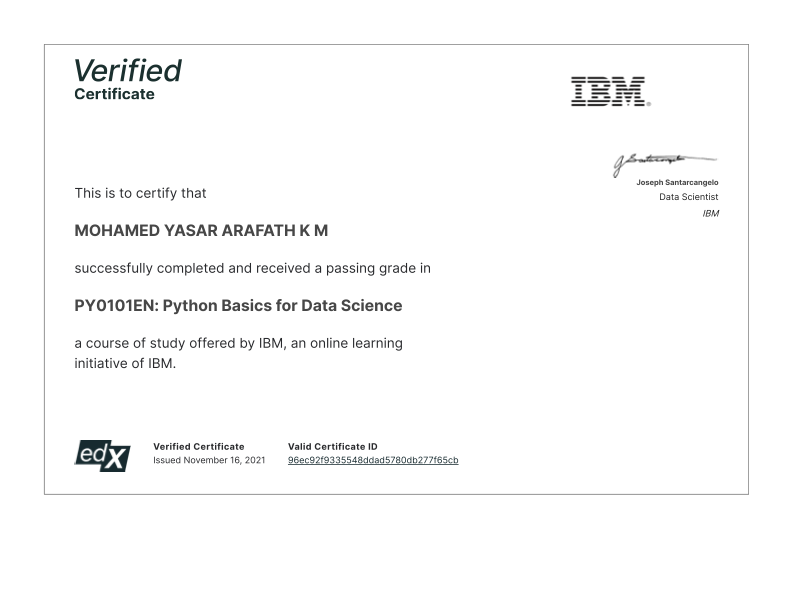 Verified
Certificate
IBM
Joseph Santarcangelo
Data Scientist
IBM
This is to certify that
MOHAMED YASAR ARAFATH K M
successfully completed and received a passing grade in
PY0101EN: Python Basics for Data Science
a course of study offered by IBM, an online learning
initiative of IBM.
edX
Verified Certificate
Issued November 16, 2021
Valid Certificate ID
96ec92f9335548ddad5780db277f65cb